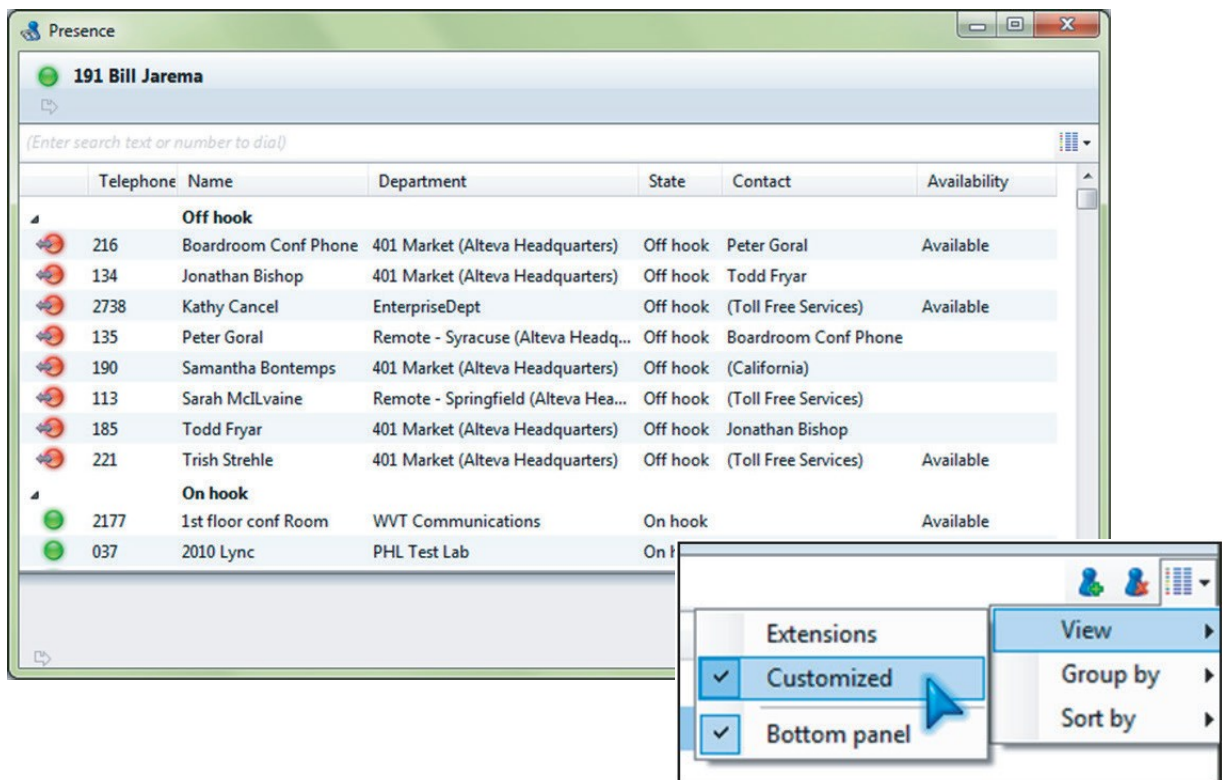 Presence
191 Bill Jarema
(Enter search text or number to dial)
Telephone Name Department State Contact Availability
Off hook
216 Boardroom Conf Phone 401 Market (Alteva Headquarters) Off hook Peter Goral Available
134 Jonathan Bishop 401 Market (Alteva Headquarters) Off hook Todd Fryar
2738 Kathy Cancel EnterpriseDept Off hook (Toll Free Services) Available
135 Peter Goral Remote - Syracuse (Alteva Headq... Off hook Boardroom Conf Phone
190 Samantha Bontemps 401 Market (Alteva Headquarters) Off hook (California)
113 Sarah McILvaine Remote - Springfield (Alteva Hea... Off hook (Toll Free Services)
185 Todd Fryar 401 Market (Alteva Headquarters) Off hook Jonathan Bishop
221 Trish Strehle 401 Market (Alteva Headquarters) Off hook (Toll Free Services) Available
On hook
2177 1st floor conf Room WVT Communications On hook Available
037 2010 Lync PHL Test Lab On
Extensions
Customized
Bottom panel
View
Group by
Sort by